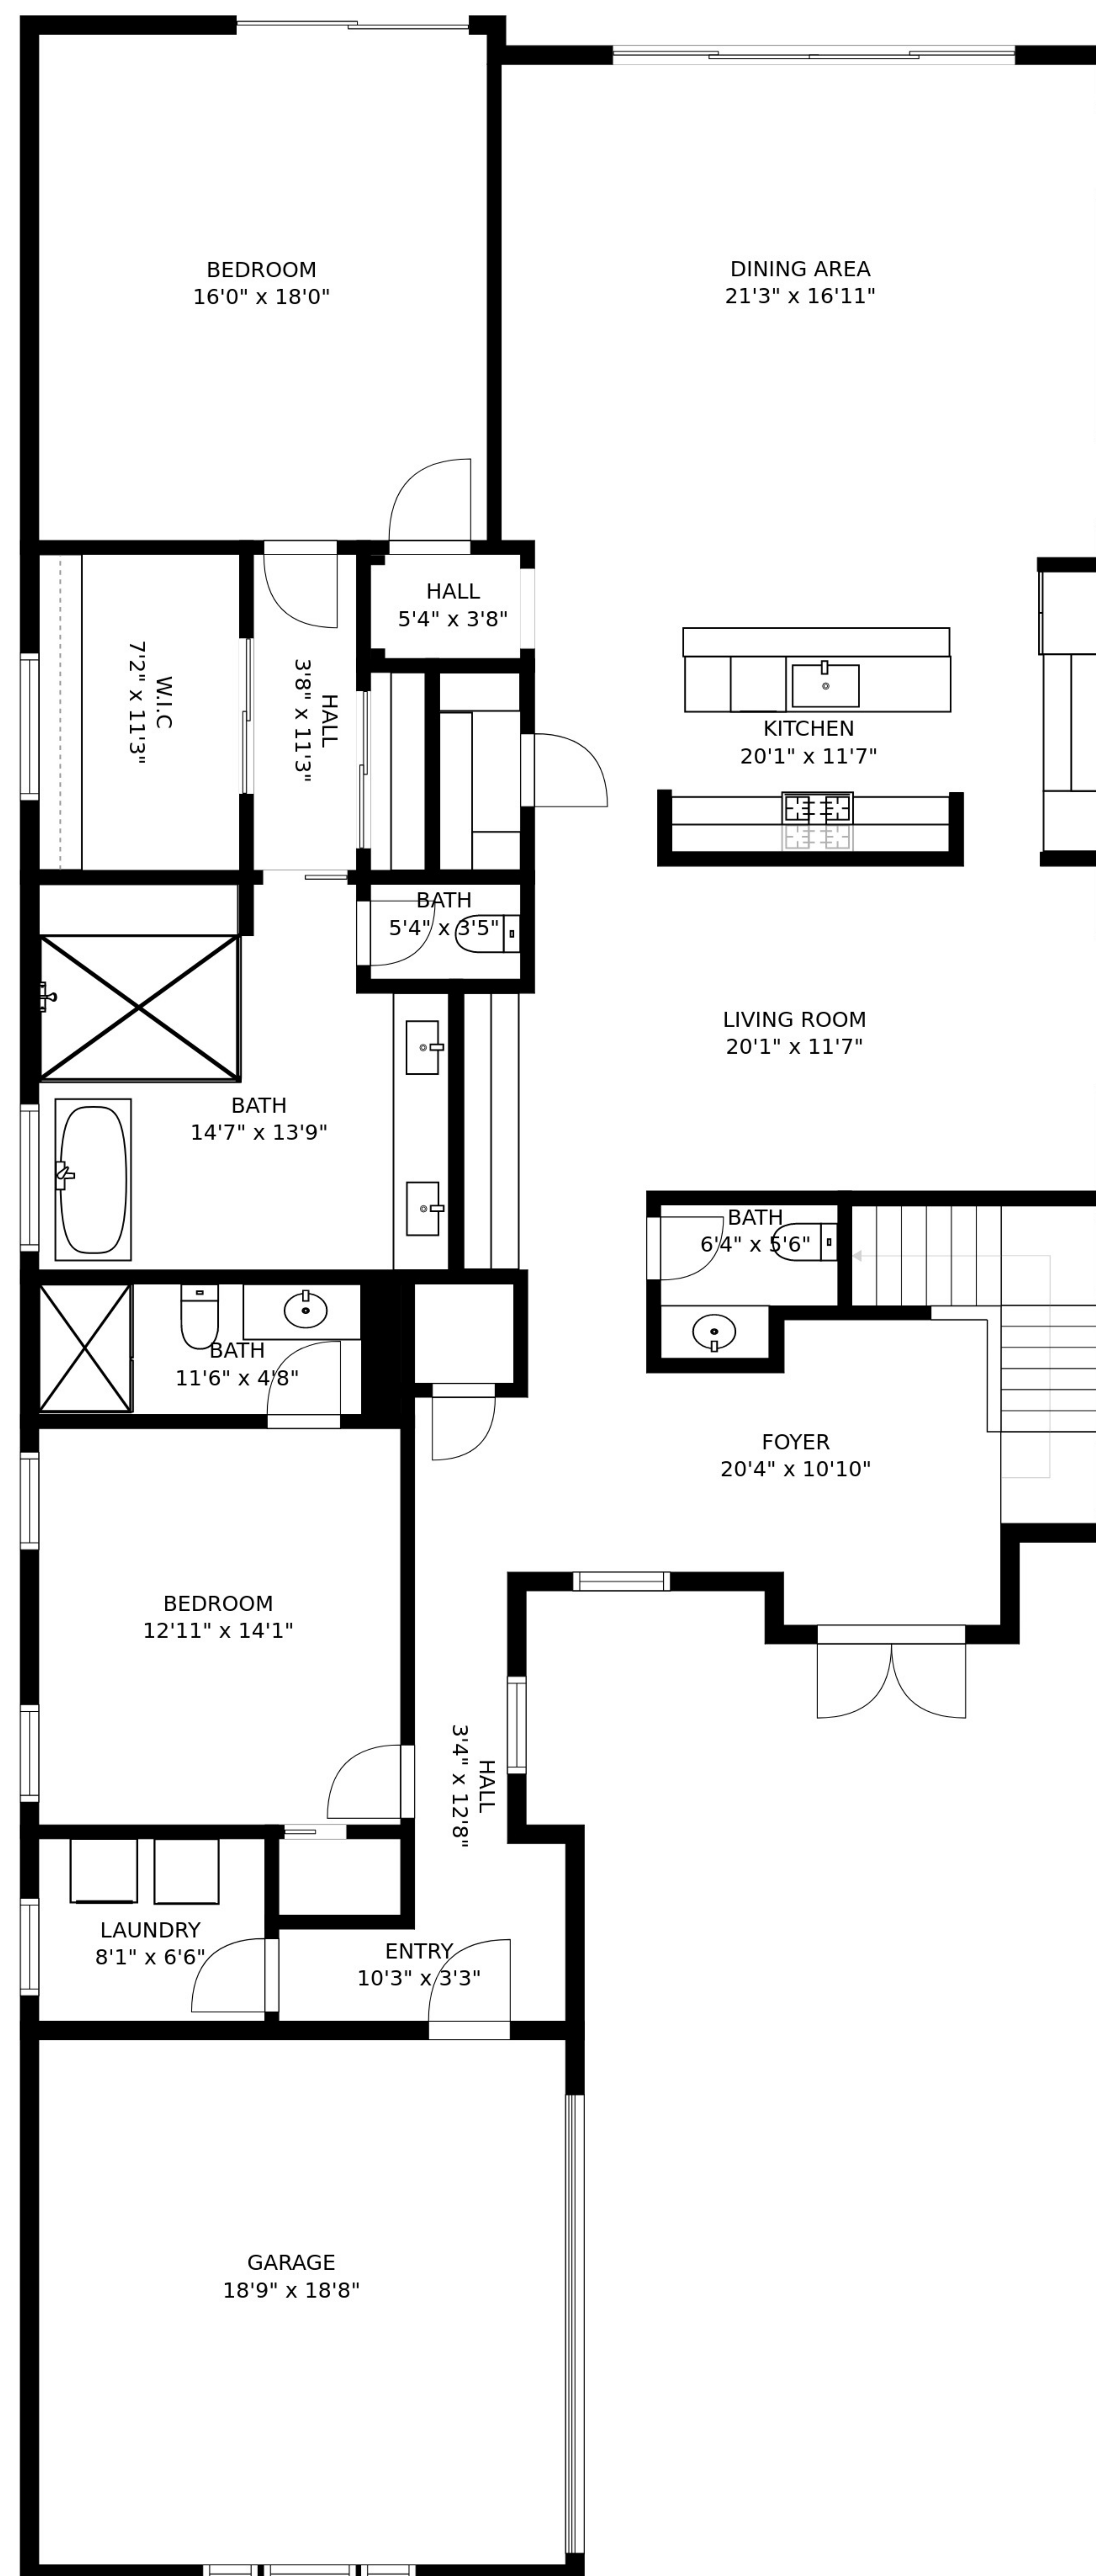 BEDROOM
16'0" x 18'0"
DINING AREA
21'3" x 16'11"
HALL
5'4" x 3'8"
W.I.C
7'2" x 11'3"
HALL
3'8" x 11'3"
KITCHEN
20'1" x 11'7"
BATH
5'4" x 3'5"
LIVING ROOM
20'1" x 11'7"
BATH
14'7" x 13'9"
BATH
6'4" x 5'6"
BATH
11'6" x 4'8"
FOYER
20'4" x 10'10"
BEDROOM
12'11" x 14'1"
HALL
3'4" x 12'8"
LAUNDRY
8'1" x 6'6"
ENTRY
10'3" x 3'3"
GARAGE
18'9" x 18'8"